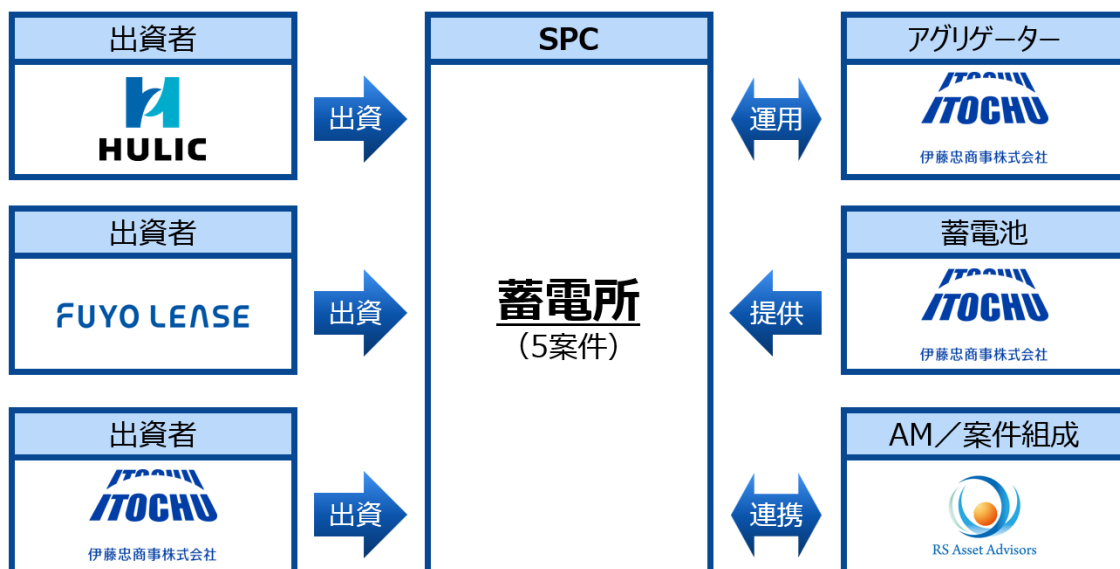 出資者
HULIC
出資
出資者
FUYO LEASE
出資
出資者
ITOCHU
伊藤忠商事株式会社
出資
SPC
蓄電所
（5案件）
アグリゲーター
ITOCHU
ITOCHU
伊藤忠商事株式会社
運用
蓄電池
ITOCHU
ITOCHU
伊藤忠商事株式会社
提供
AM／案件組成
RS Asset Advisors
連携